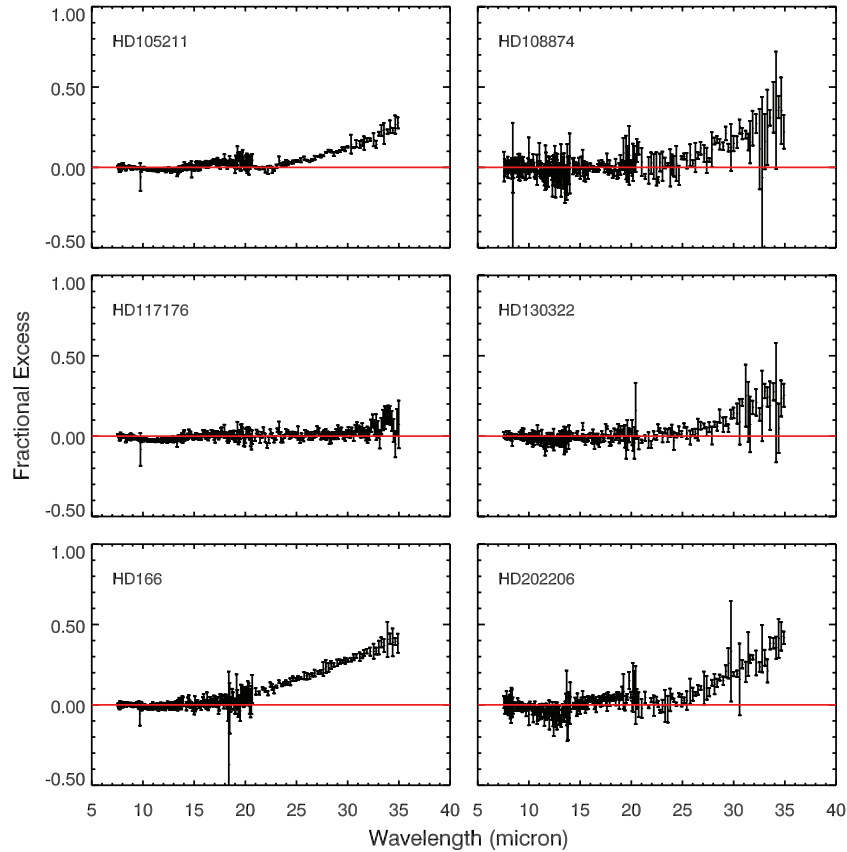 1.00
HD105211
HD108874
0.50
0.00
-0.50
1.00
HD117176
HD130322
0.50
0.00
-0.50
1.00
HD166
HD202206
0.50
0.00
-0.50
5 10 15 20 25 30 35 40 5 10 15 20 25 30 35 40
Fractional Excess
Wavelength (micron)